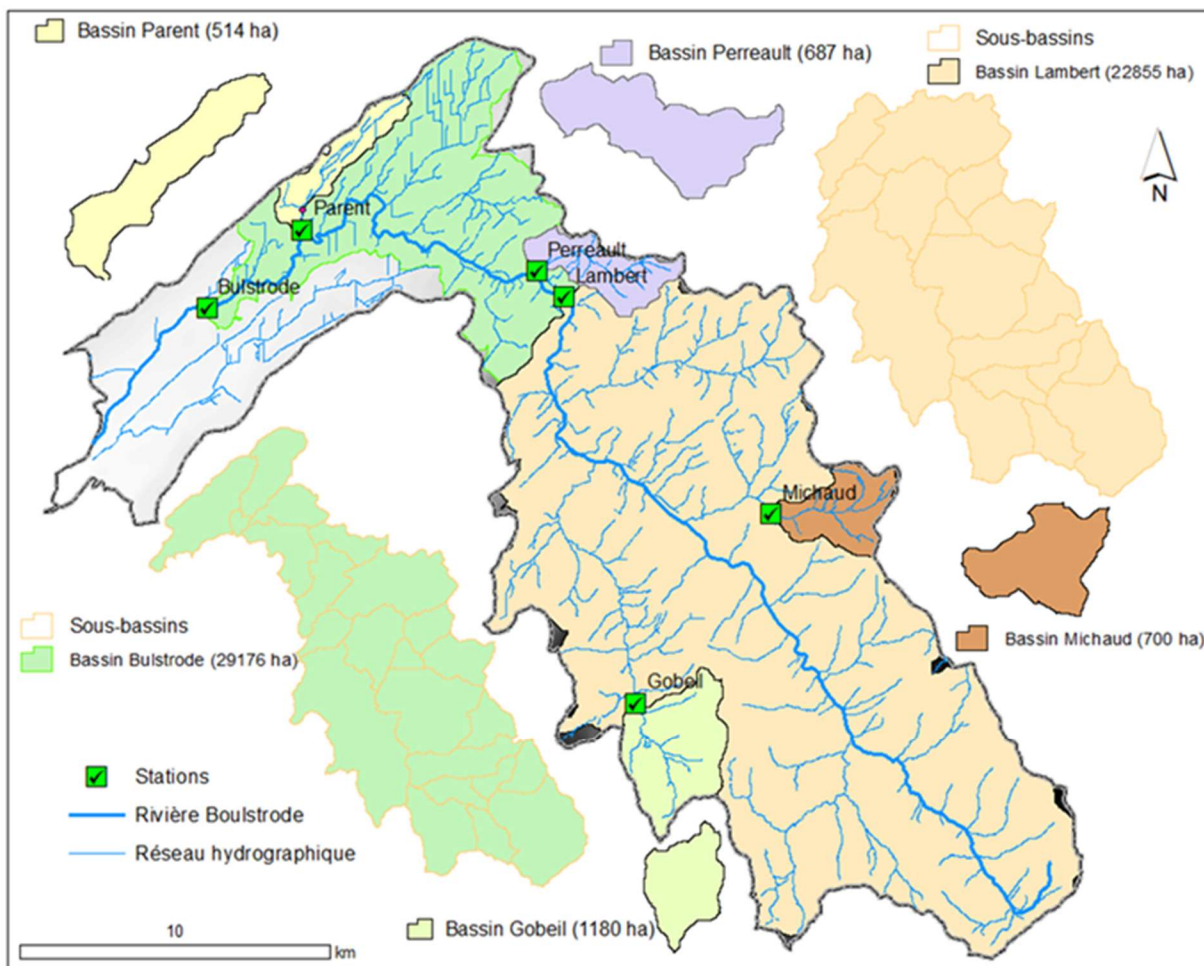 Bassin Parent (514 ha)
Bassin Perreault (687 ha)
Sous-bassins
Bassin Lambert (22855 ha)
N
Parent
Perreault
Lambert
Bulstrode
Michaud
Sous-bassins
Bassin Bulstrode (29176 ha)
Bassin Michaud (700 ha)
Gobeil
Stations
Rivière Boulstrode
Réseau hydrographique
Bassin Gobeil (1180 ha)
10
km